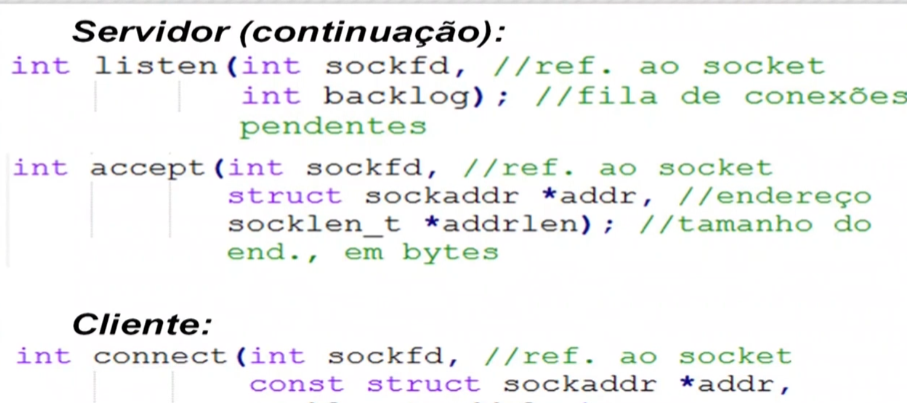 Servidor (continuação):
int listen(int sockfd, //ref. ao socket
int backlog); //fila de conexões
pendentes
int accept(int sockfd, //ref. ao socket
struct sockaddr *addr, //endereço
socklen_t *addrlen); //tamanho do
end., em bytes
Cliente:
int connect(int sockfd, //ref. ao socket
const struct sockaddr *addr,